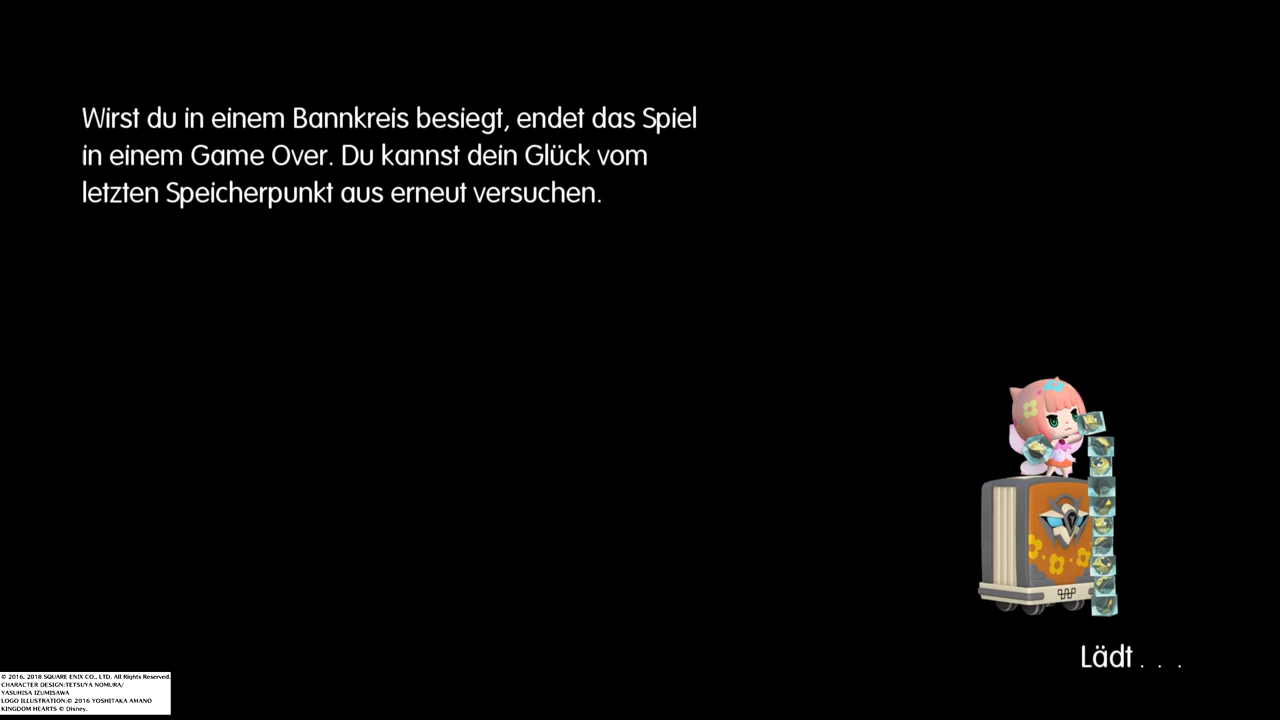 Wirst du in einem Bannkreis besiegt, endet das Spiel
in einem Game Over. Du kannst dein Glück vom
letzten Speicherpunkt aus erneut versuchen.
Lädt . . .
© 2016, 2018 SQUARE ENIX CO., LTD. All Rights Reserved.
CHARACTER DESIGN:TETSUYA NOMURA/
YASUHISA IZUMISAWA
LOGO ILLUSTRATION:© 2016 YOSHITAKA AMANO
KINGDOM HEARTS © Disney.